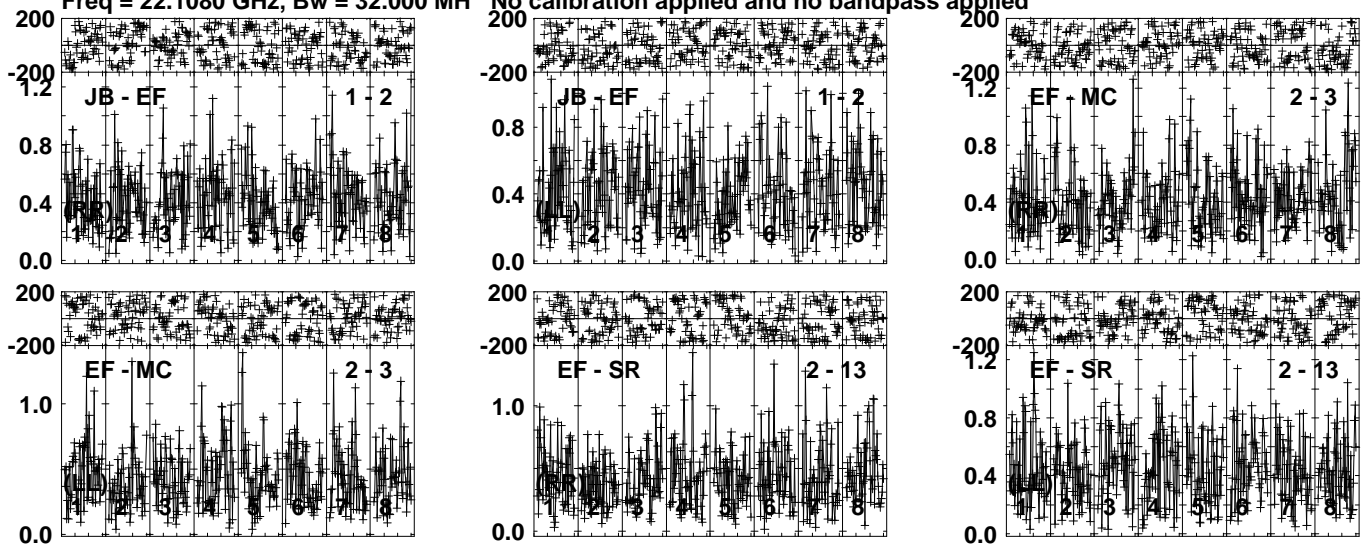 Freq = 22.1080 GHz, Bw = 32.000 MH No calibration applied and no bandpass applied
200
-200
1.2
0.8
0.4
0.0
JB - EF 1 - 2
(RR)
1 2 3 4 5 6 7 8
200
-200
0.8
0.4
0.0
JB - EF 1 - 2
(LL)
1 2 3 4 5 6 7 8
200
-200
1.2
0.8
0.4
0.0
EF - MC 2 - 3
(RR)
1 2 3 4 5 6 7 8
200
-200
1.0
0.0
EF - MC 2 - 3
(LL)
1 2 3 4 5 6 7 8
200
-200
1.0
0.0
EF - SR 2 - 13
(RR)
1 2 3 4 5 6 7 8
200
-200
1.2
0.8
0.4
0.0
EF - SR 2 - 13
(LL)
1 2 3 4 5 6 7 8